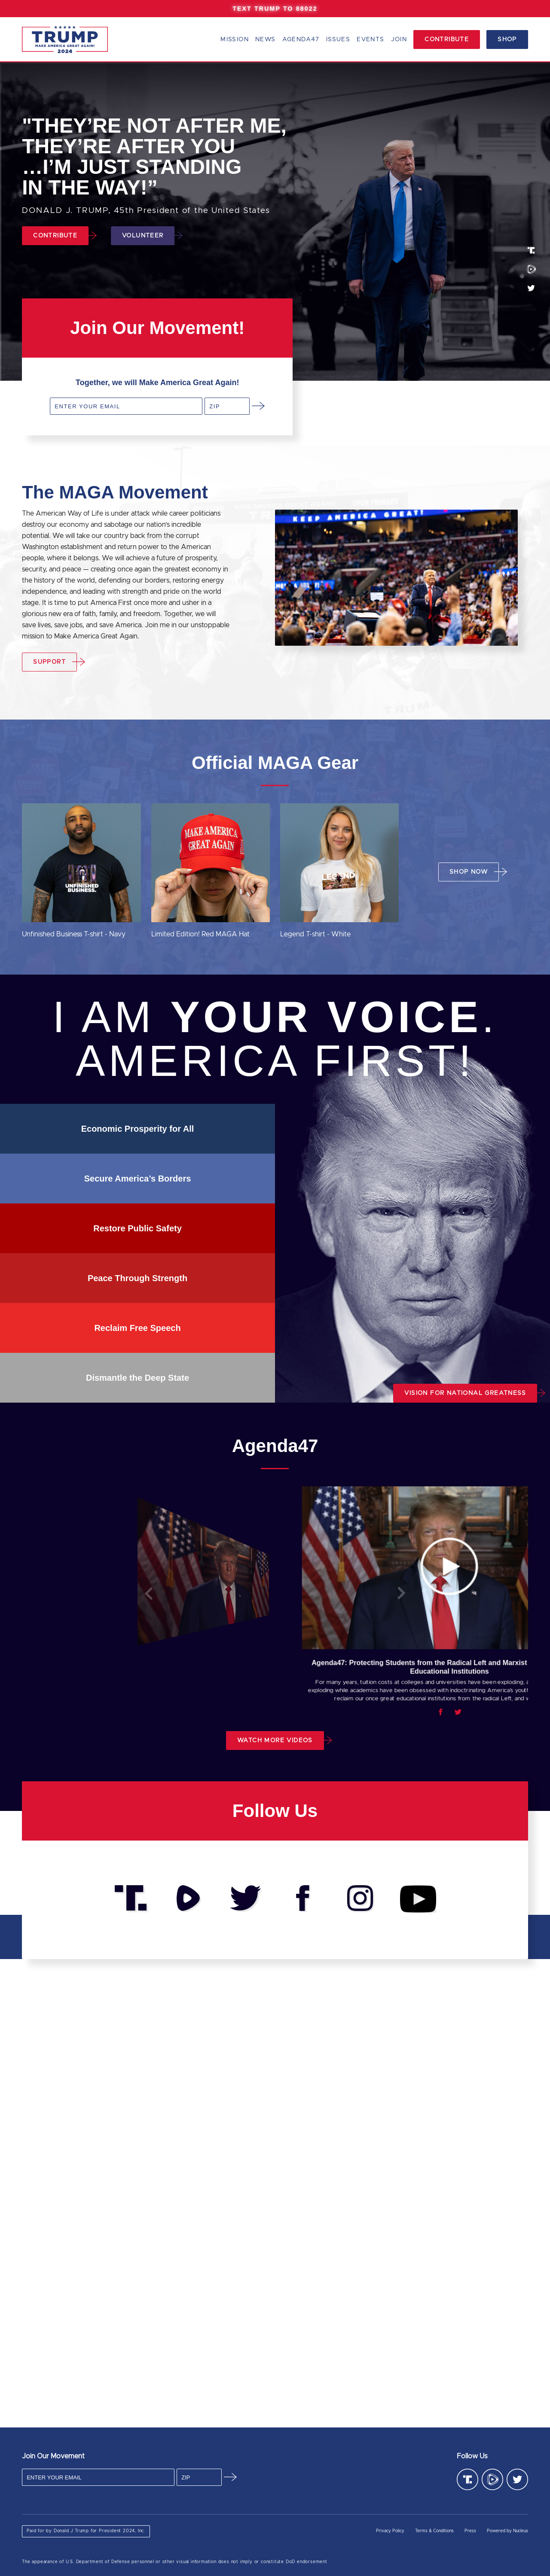 TEXT TRUMP TO 88022
★★★★★
TRUMP
MAKE AMERICA GREAT AGAIN!
2024
MISSION NEWS AGENDA47 ISSUES EVENTS JOIN CONTRIBUTE SHOP
"THEY’RE NOT AFTER ME,
THEY’RE AFTER YOU
…I’M JUST STANDING
IN THE WAY!”
DONALD J. TRUMP, 45th President of the United States
CONTRIBUTE VOLUNTEER
Join Our Movement!
Together, we will Make America Great Again!
ENTER YOUR EMAIL ZIP
The MAGA Movement
The American Way of Life is under attack while career politicians
destroy our economy and sabotage our nation's incredible
potential. We will take our country back from the corrupt
Washington establishment and return power to the American
people, where it belongs. We will achieve a future of prosperity,
security, and peace — creating once again the greatest economy in
the history of the world, defending our borders, restoring energy
independence, and leading with strength and pride on the world
stage. It is time to put America First once more and usher in a
glorious new era of faith, family, and freedom. Together, we will
save lives, save jobs, and save America. Join me in our unstoppable
mission to Make America Great Again.
KEEP AMERICA GREAT!
SUPPORT
Official MAGA Gear
UNFINISHED
BUSINESS.
MAKE AMERICA
GREAT AGAIN
SHOP NOW
Unfinished Business T-shirt - Navy
Limited Edition! Red MAGA Hat
Legend T-shirt - White
I AM YOUR VOICE.
AMERICA FIRST!
Economic Prosperity for All
Secure America’s Borders
Restore Public Safety
Peace Through Strength
Reclaim Free Speech
Dismantle the Deep State
VISION FOR NATIONAL GREATNESS
Agenda47
Agenda47: Protecting Students from the Radical Left and Marxist
Educational Institutions
For many years, tuition costs at colleges and universities have been exploding,
exploding while academics have been obsessed with indoctrinating America's
reclaim our once great educational institutions from the radical Left, and
WATCH MORE VIDEOS
Follow Us
Join Our Movement
Follow Us
ENTER YOUR EMAIL ZIP
Paid for by Donald J Trump for President 2024, Inc.
Privacy Policy Terms & Conditions Press Powered by Nucleus
The appearance of U.S. Department of Defense personnel or other visual information does not imply or constitute DoD endorsement.